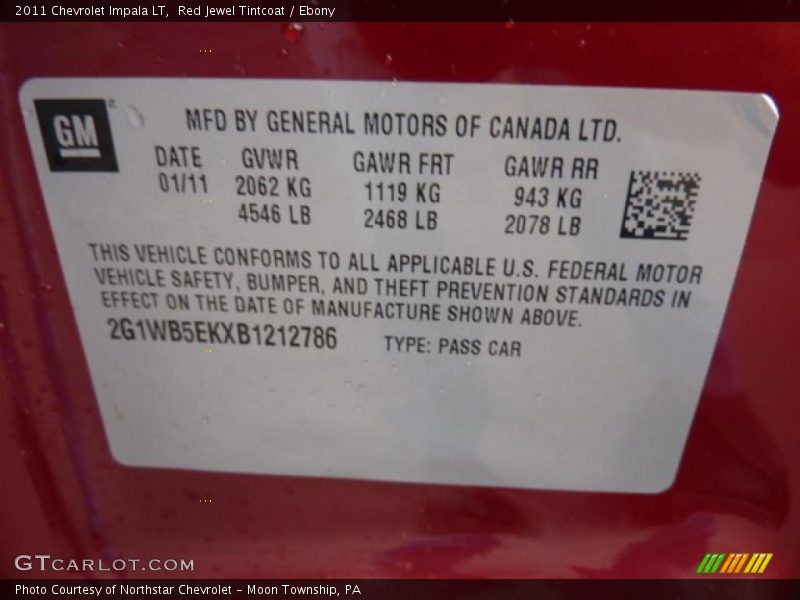 2011 Chevrolet Impala LT,  Red Jewel Tintcoat / Ebony
GM
MFD BY GENERAL MOTORS OF CANADA LTD.
DATE GVWR GAWR FRT GAWR RR
01/11 2062 KG 1119 KG 943 KG
4546 LB 2468 LB 2078 LB
THIS VEHICLE CONFORMS TO ALL APPLICABLE U.S. FEDERAL MOTOR
VEHICLE SAFETY, BUMPER, AND THEFT PREVENTION STANDARDS IN
EFFECT ON THE DATE OF MANUFACTURE SHOWN ABOVE.
2G1WB5EKXB1212786 TYPE: PASS CAR
GTCARLOT.COM
Photo Courtesy of Northstar Chevrolet - Moon Township, PA